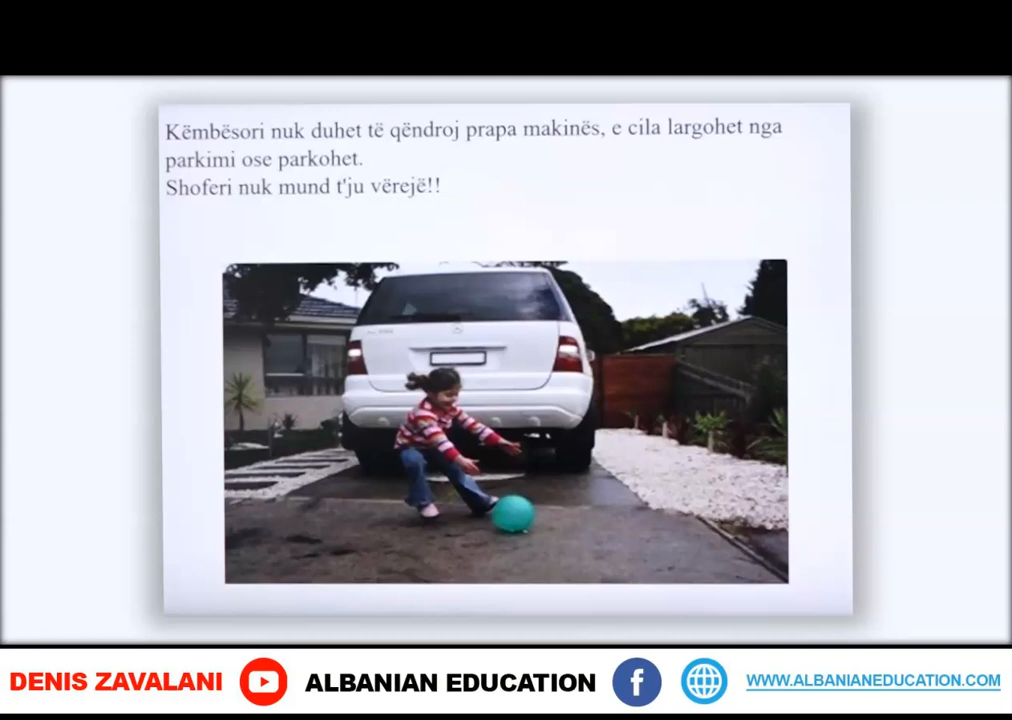 Këmbësori nuk duhet të qëndroj prapa makinës, e cila largohet nga
parkimi ose parkohet.
Shoferi nuk mund t'ju vërejë!!
DENIS ZAVALANI
ALBANIAN EDUCATION
WWW.ALBANIANEDUCATION.COM